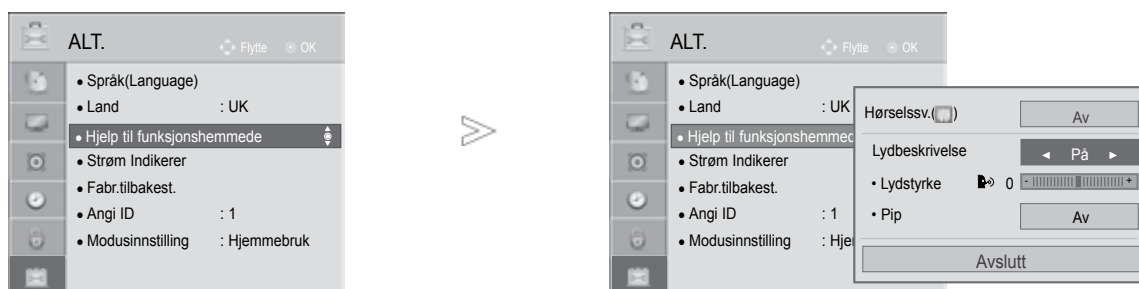 ALT.
Flytte OK
• Språk(Language)
• Land : UK
• Hjelp til funksjonshemmede
• Strøm Indikerer
• Fabr.tilbakest.
• Angi ID : 1
• Modusinnstilling : Hjemmebruk
ALT.
Flytte OK
• Språk(Language)
• Land : UK
• Hjelp til funksjonshemmed
• Strøm Indikerer
• Fabr.tilbakest.
• Angi ID : 1
• Modusinnstilling : Hje
Hørselssv.( ) Av
Lydbeskrivelse ◄ På ►
• Lydstyrke 0 - +
• Pip Av
Avslutt